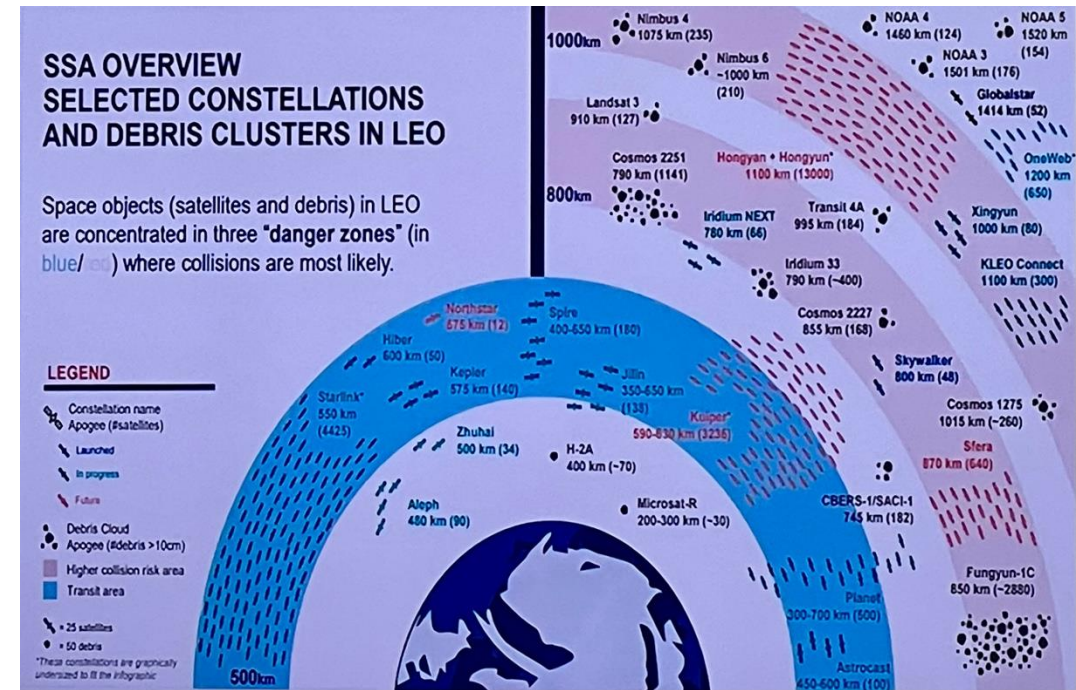 SSA OVERVIEW
SELECTED CONSTELLATIONS
AND DEBRIS CLUSTERS IN LEO
Space objects (satellites and debris) in LEO
are concentrated in three "danger zones" (in
blue/ ) where collisions are most likely.
LEGEND
Constellation name
Apogee (#satellites)
Launched
In progress
Future
Debris Cloud
Apogee (#debris >10cm)
Higher collision risk area
Transit area
= 25 satellites
= 50 debris
*These constellations are graphically
undersized to fit the infographic
1000km
800km
500km
Nimbus 4
1075 km (235)
Nimbus 6
~1000 km
(210)
NOAA 4
1460 km (124)
NOAA 5
1520 km
(154)
NOAA 3
1501 km (176)
Globalstar
1414 km (52)
OneWeb*
1200 km
(650)
Landsat 3
910 km (127)
Cosmos 2251
790 km (1141)
Hongyan + Hongyun*
1100 km (13000)
Iridium NEXT
780 km (66)
Transit 4A
995 km (184)
Xingyun
1000 km (80)
KLEO Connect
1100 km (300)
Iridium 33
790 km (~400)
Cosmos 2227
855 km (168)
Skywalker
800 km (48)
Cosmos 1275
1015 km (~260)
Sfera
870 km (640)
Northstar
575 km (12)
Spire
400-650 km (180)
Hiber
600 km (50)
Kepler
575 km (140)
Jilin
350-650 km
(138)
Starlink*
550 km
(4425)
Kuiper*
590-630 km (3236)
Zhuhai
500 km (34)
H-2A
400 km (~70)
Aleph
480 km (90)
Microsat-R
200-300 km (~30)
CBERS-1/SACI-1
745 km (182)
Fungyun-1C
850 km (~2880)
Planet
300-700 km (500)
Astrocast
450-600 km (100)